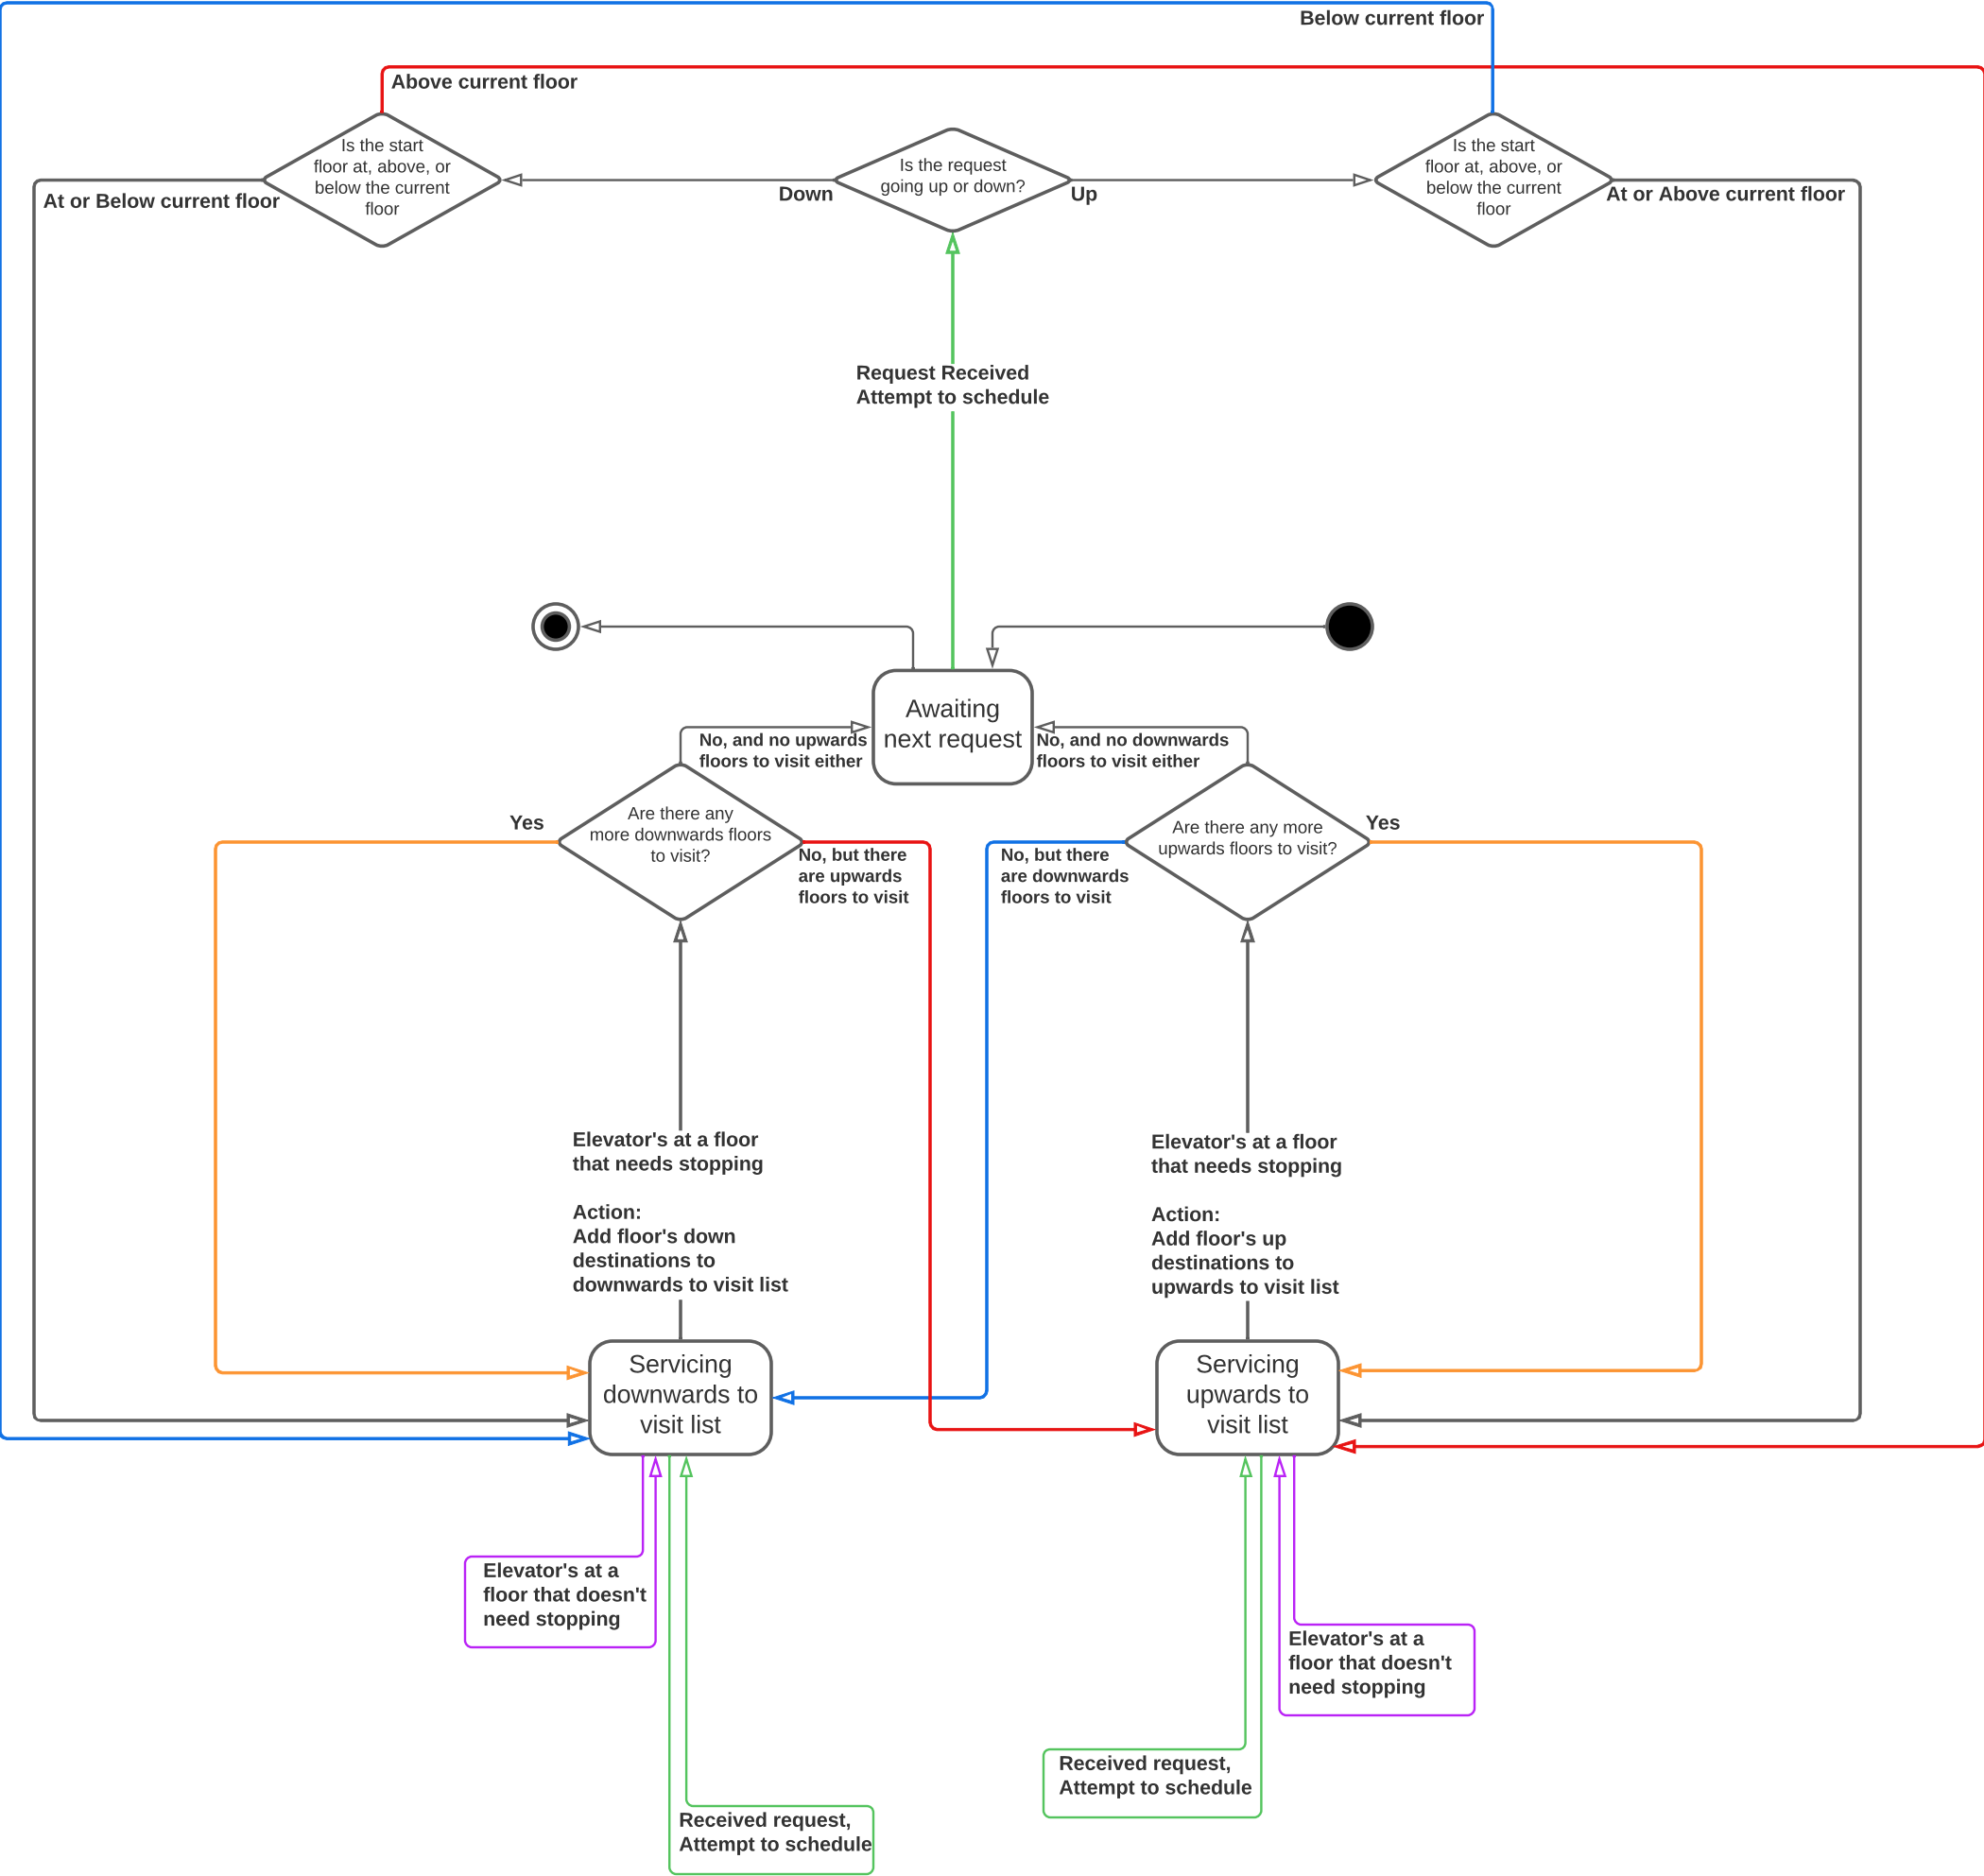 Below current floor
Above current floor
Is the start
floor at, above, or
below the current
floor
Is the request
going up or down?
Is the start
floor at, above, or
below the current
floor
At or Below current floor
Down
Up
At or Above current floor
Request Received
Attempt to schedule
Awaiting
next request
No, and no upwards
floors to visit either
No, and no downwards
floors to visit either
Yes
Are there any
more downwards floors
to visit?
No, but there
are upwards
floors to visit
No, but there
are downwards
floors to visit
Are there any more
upwards floors to visit?
Yes
Elevator's at a floor
that needs stopping
Action:
Add floor's down
destinations to
downwards to visit list
Elevator's at a floor
that needs stopping
Action:
Add floor's up
destinations to
upwards to visit list
Servicing
downwards to
visit list
Servicing
upwards to
visit list
Elevator's at a
floor that doesn't
need stopping
Elevator's at a
floor that doesn't
need stopping
Received request,
Attempt to schedule
Received request,
Attempt to schedule